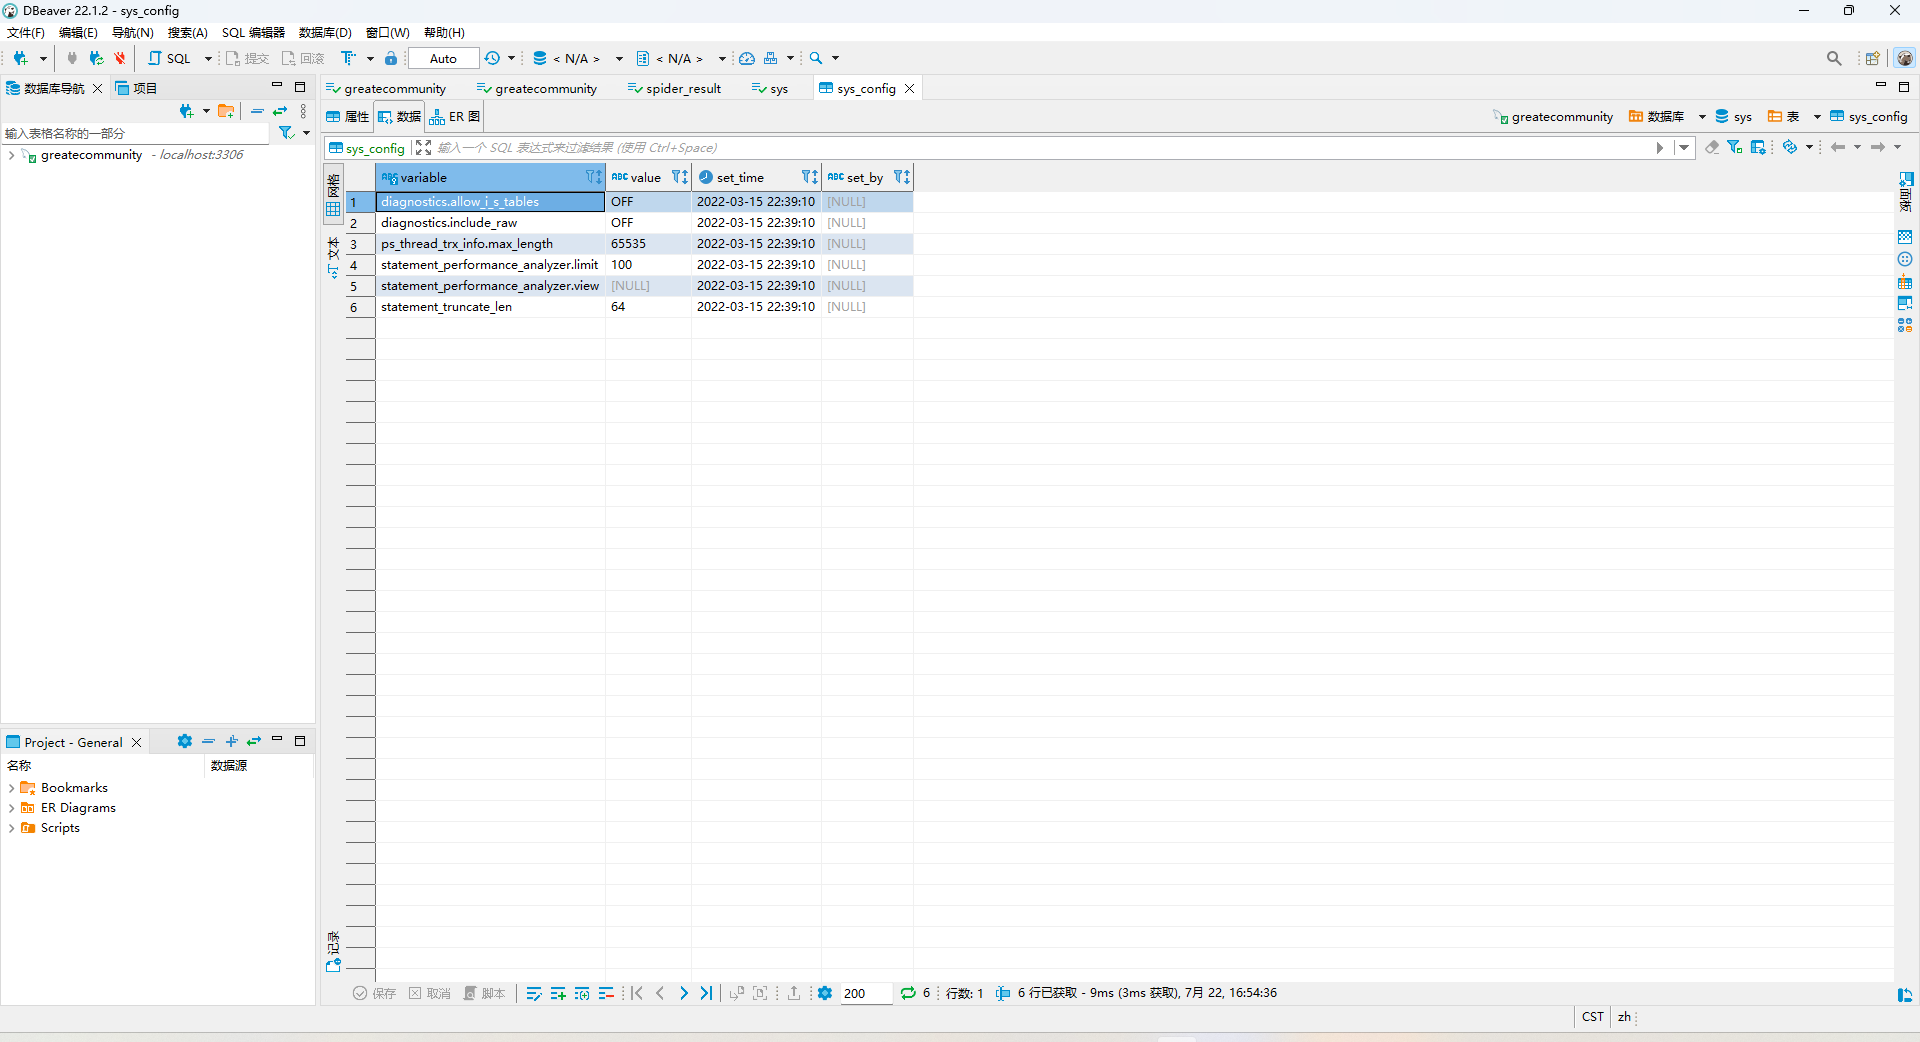 DBeaver 22.1.2 - sys_config
文件(F) 编辑(E) 导航(N) 搜索(A) SQL 编辑器 数据库(D) 窗口(W) 帮助(H)
SQL 提交 回滚 Auto < N/A > < N/A >
数据库导航 项目
greatecommunity greatecommunity spider_result sys sys_config
属性 数据 ER 图 greatecommunity 数据库 sys 表 sys_config
输入表格名称的一部分
greatecommunity - localhost:3306
sys_config 输入一个 SQL 表达式来过滤结果 (使用 Ctrl+Space)
网格
文本
记录
面板
variable ABC value set_time ABC set_by
1 diagnostics.allow_i_s_tables OFF 2022-03-15 22:39:10 [NULL]
2 diagnostics.include_raw OFF 2022-03-15 22:39:10 [NULL]
3 ps_thread_trx_info.max_length 65535 2022-03-15 22:39:10 [NULL]
4 statement_performance_analyzer.limit 100 2022-03-15 22:39:10 [NULL]
5 statement_performance_analyzer.view [NULL] 2022-03-15 22:39:10 [NULL]
6 statement_truncate_len 64 2022-03-15 22:39:10 [NULL]
Project - General
名称 数据源
Bookmarks
ER Diagrams
Scripts
保存 取消 脚本 200 6 行数: 1 6 行已获取 - 9ms (3ms 获取), 7月 22, 16:54:36
CST zh